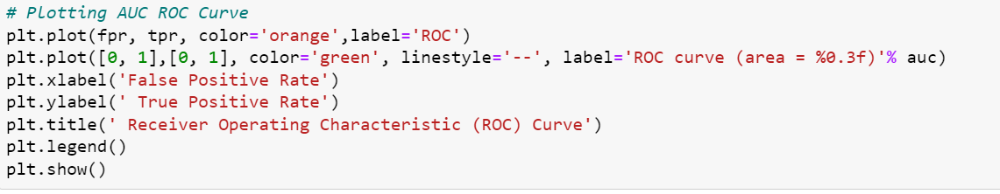 # Plotting AUC ROC Curve
plt.plot(fpr, tpr, color='orange',label='ROC')
plt.plot([0, 1],[0, 1], color='green', linestyle='--', label='ROC curve (area = %0.3f)'% auc)
plt.xlabel('False Positive Rate')
plt.ylabel(' True Positive Rate')
plt.title(' Receiver Operating Characteristic (ROC) Curve')
plt.legend()
plt.show()